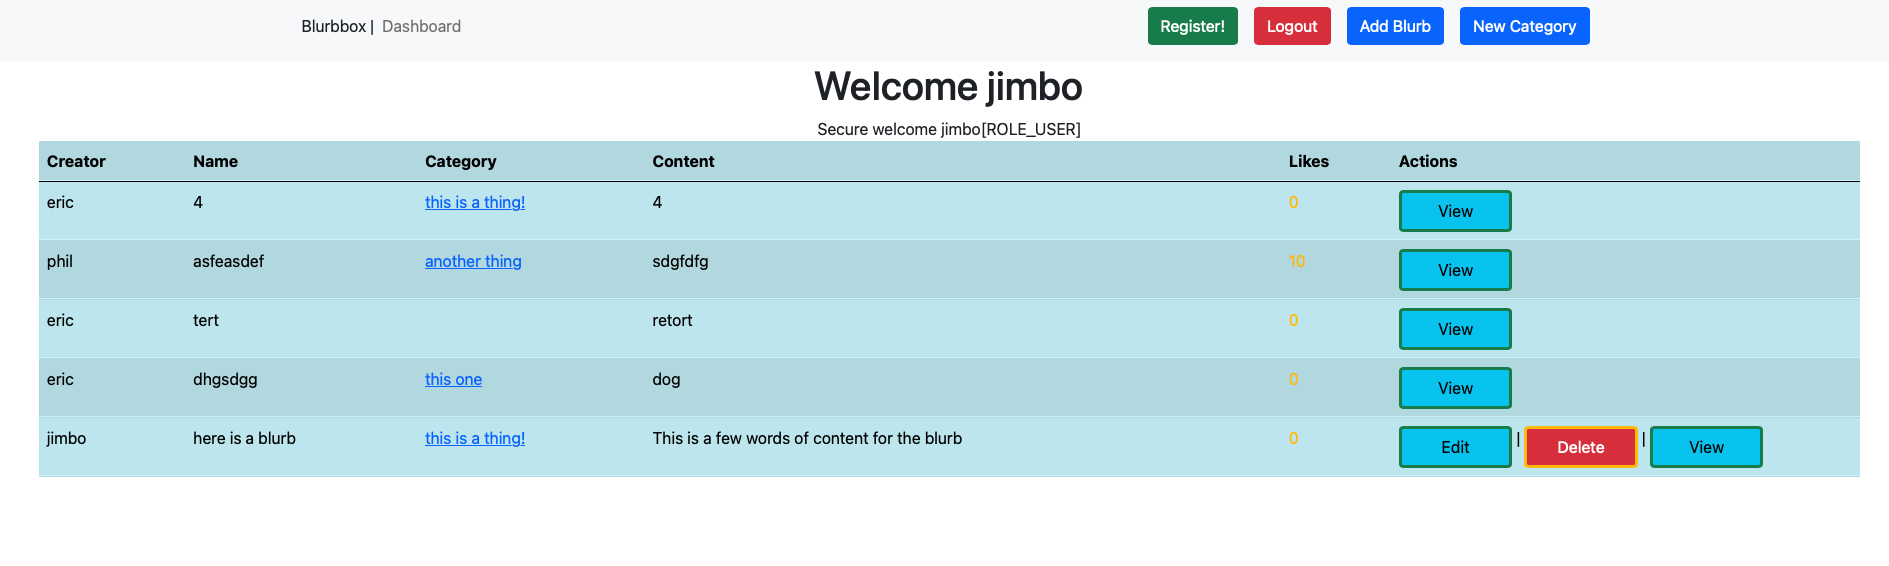 Blurbbox | Dashboard Register! Logout Add Blurb New Category
Welcome jimbo
Secure welcome jimbo[ROLE_USER]
Creator Name Category Content Likes Actions
eric 4 this is a thing! 4 0 View
phil asfeasdef another thing sdgfdfg 10 View
eric tert retort 0 View
eric dhgsdgg this one dog 0 View
jimbo here is a blurb this is a thing! This is a few words of content for the blurb 0 Edit | Delete | View